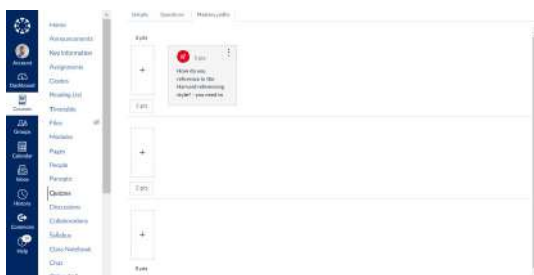 Details Questions Mastery paths
Home
Announcements
Key Information
Assignments
Grades
Reading List
Timetable
Files
Modules
Pages
People
Panopto
Quizzes
Discussions
Collaborations
Syllabus
Class Notebook
Chat
Account
Dashboard
Courses
Groups
Calendar
Inbox
History
Commons
Help
+
How do you
reference in the
Harvard referencing
style? - you need to
+
+